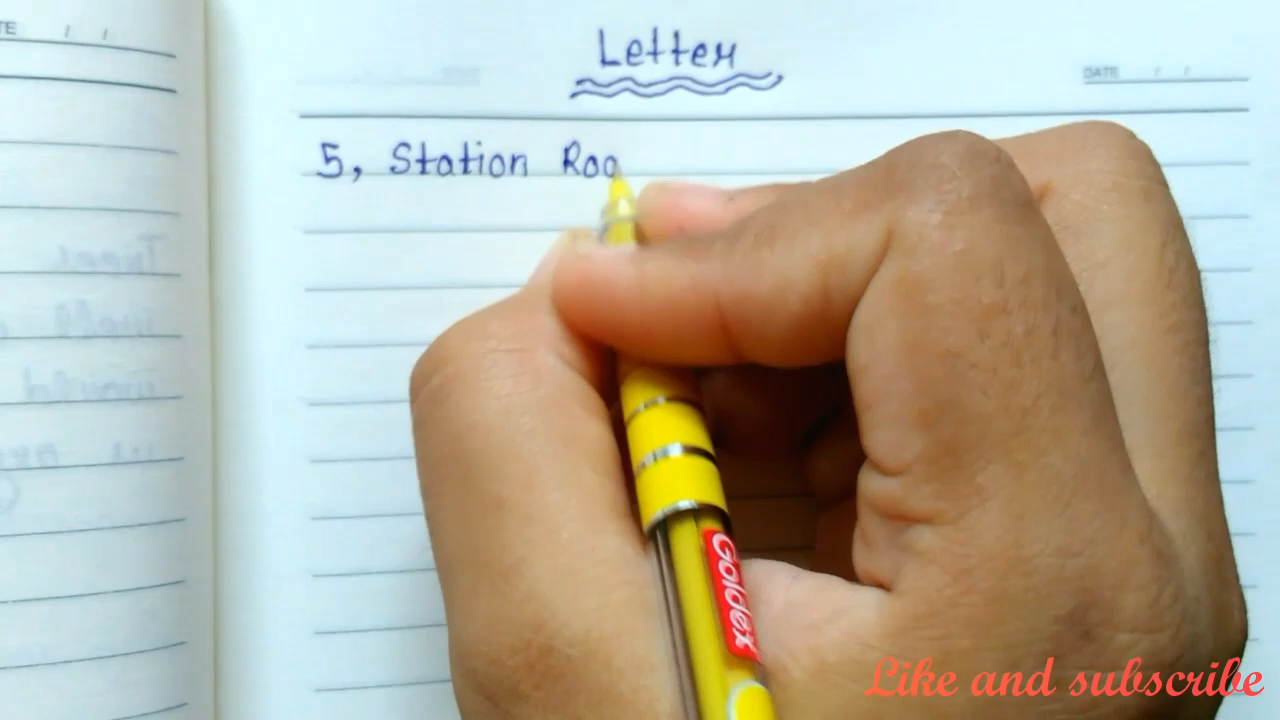 Letter
DATE / /
5, Station Roa
Goldex
Like and subscribe